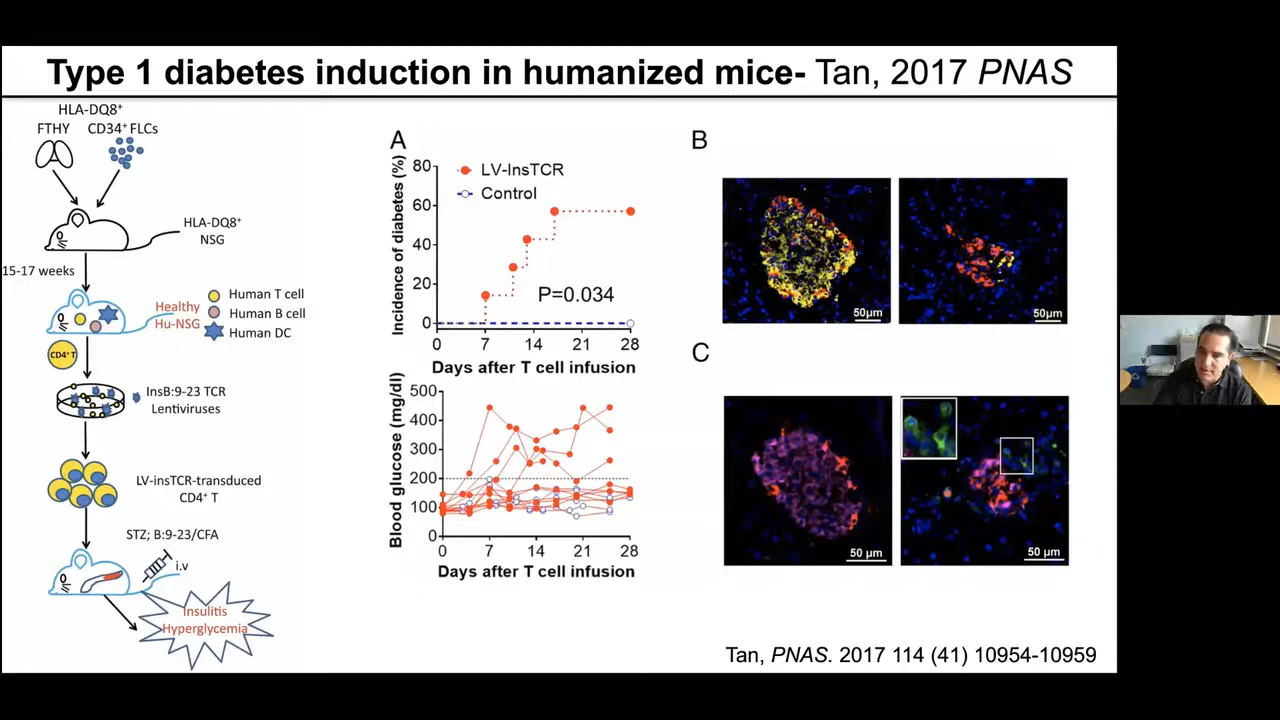 Type 1 diabetes induction in humanized mice- Tan, 2017 PNAS
HLA-DQ8⁺
FTHY CD34⁺ FLCs
HLA-DQ8⁺
NSG
15-17 weeks
Healthy
Hu-NSG
Human T cell
Human B cell
Human DC
CD4⁺ T
InsB:9-23 TCR
Lentiviruses
LV-insTCR-transduced
CD4⁺ T
STZ; B:9-23/CFA
i.v
Insulitis
Hyperglycemia
A
Incidence of diabetes (%)
80
60
40
20
0
LV-InsTCR
Control
P=0.034
0 7 14 21 28
Days after T cell infusion
Blood glucose (mg/dl)
500
400
300
200
100
0
0 7 14 21 28
Days after T cell infusion
B
50μm
50μm
C
50 μm
50 μm
Tan, PNAS. 2017 114 (41) 10954-10959